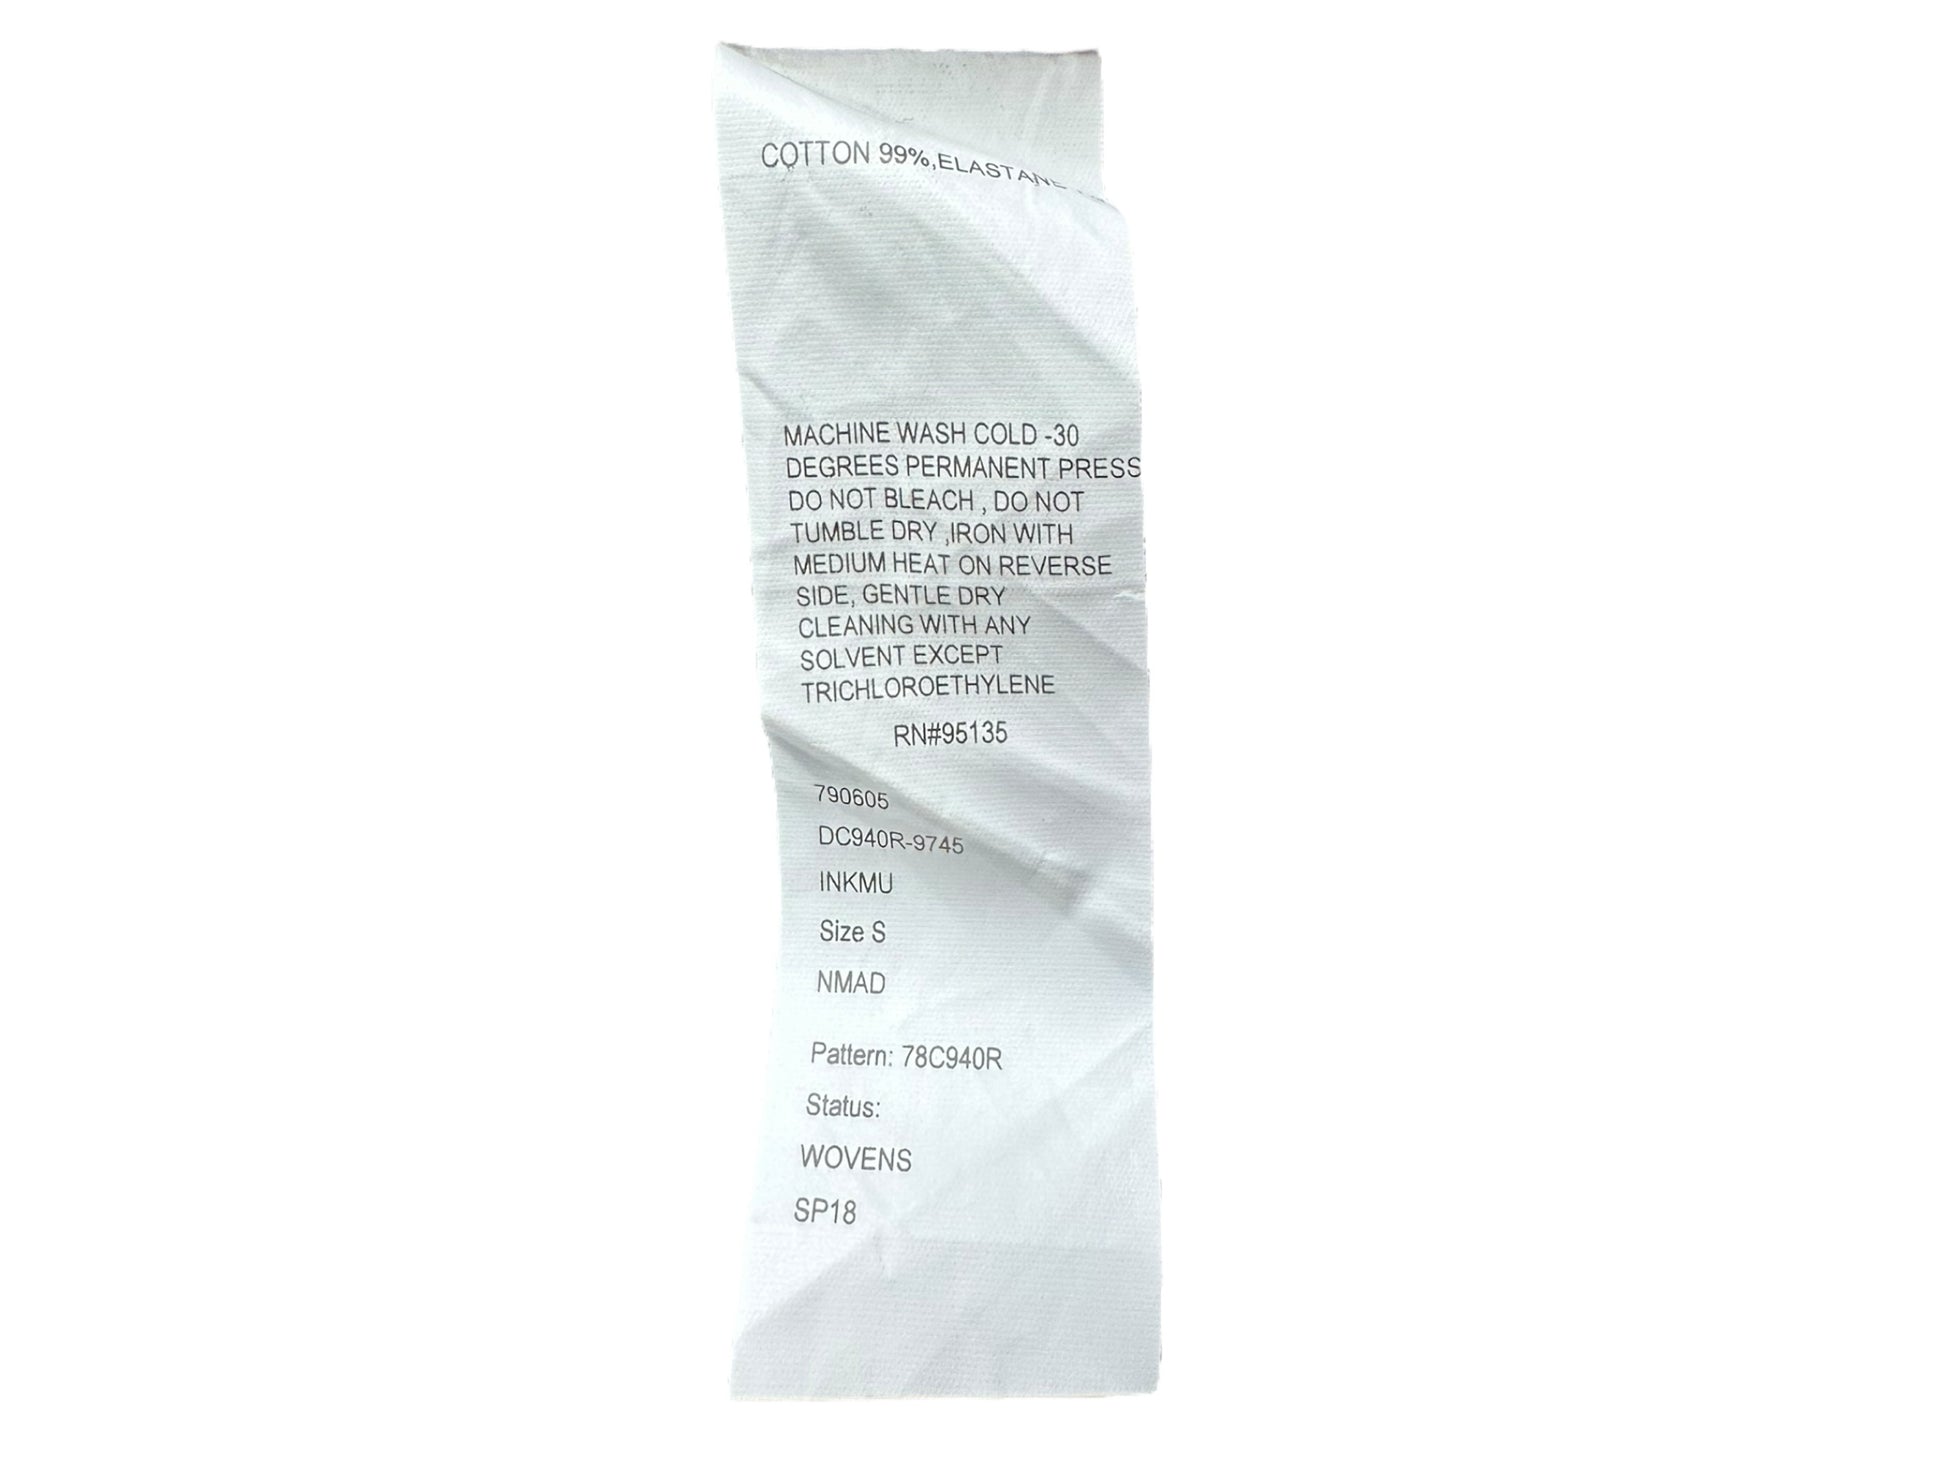 COTTON 99%,ELASTANE
MACHINE WASH COLD -30
DEGREES PERMANENT PRESS
DO NOT BLEACH , DO NOT
TUMBLE DRY ,IRON WITH
MEDIUM HEAT ON REVERSE
SIDE, GENTLE DRY
CLEANING WITH ANY
SOLVENT EXCEPT
TRICHLOROETHYLENE
RN#95135
790605
DC940R-9745
INKMU
Size S
NMAD
Pattern: 78C940R
Status:
WOVENS
SP18